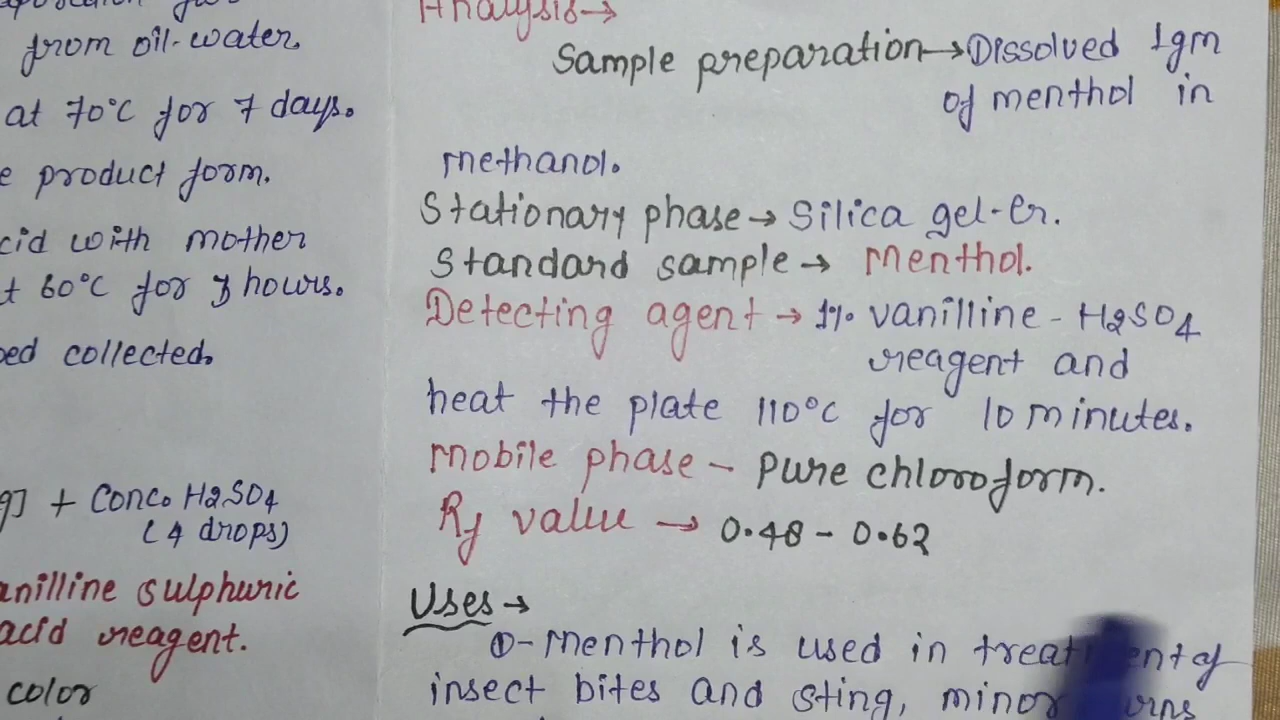 from oil-water.
at 70°C for 7 days.
e product form.
cid with mother
t 60°C for 3 hours.
ped collected.
g] + Conc. H2SO4
(4 drops)
anilline sulphuric
acid reagent.
color
Analysis→
Sample preparation→Dissolved 1gm
of menthol in
methanol.
Stationary phase → Silica gel-Gr.
Standard sample → Menthol.
Detecting agent → 1% vanilline - H2SO4
reagent and
heat the plate 110°C for 10 minutes.
Mobile phase - Pure chloroform.
Rf value → 0.48 - 0.62
Uses →
①- Menthol is used in treatment of
insect bites and sting, minor